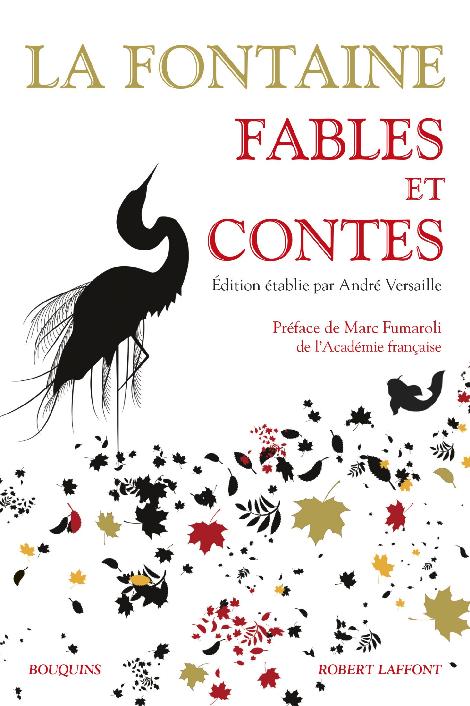 LA FONTAINE
FABLES
ET
CONTES
Édition établie par André Versaille
Préface de Marc Fumaroli
de l'Académie française
BOUQUINS
ROBERT LAFFONT